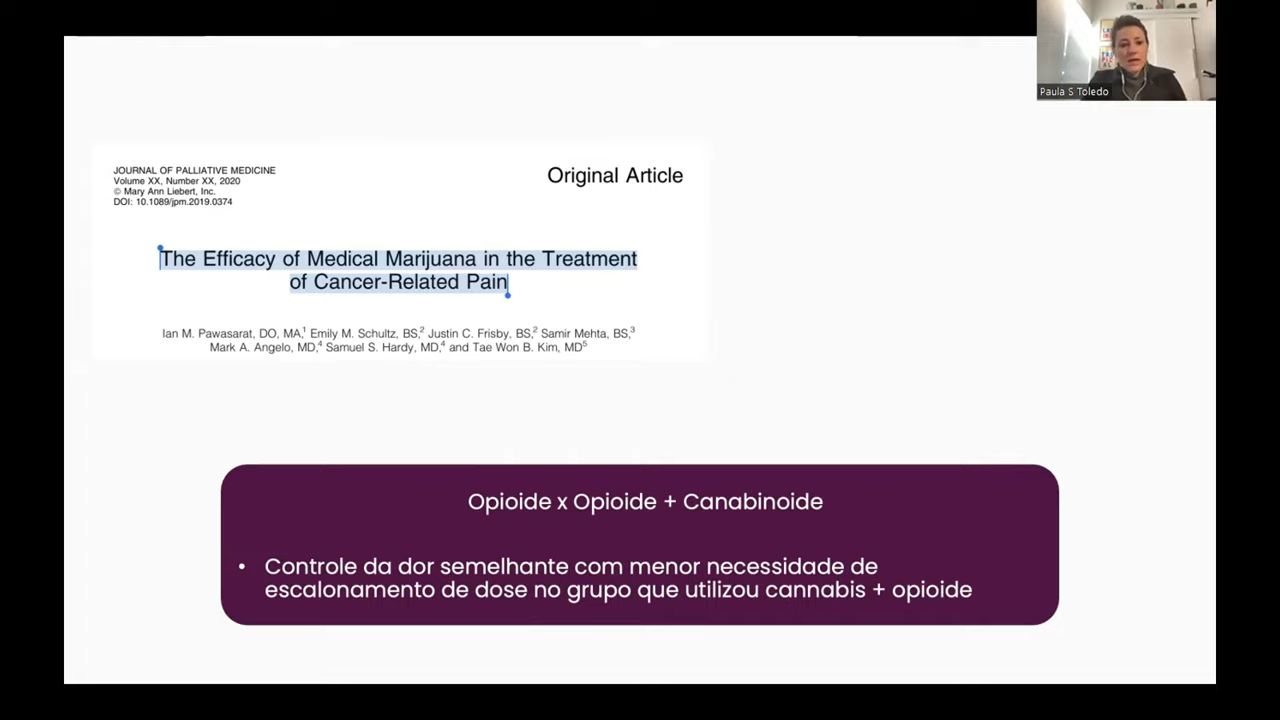 Paula S Toledo
JOURNAL OF PALLIATIVE MEDICINE
Volume XX, Number XX, 2020
© Mary Ann Liebert, Inc.
DOI: 10.1089/jpm.2019.0374
Original Article
The Efficacy of Medical Marijuana in the Treatment
of Cancer-Related Pain
Ian M. Pawasarat, DO, MA,1 Emily M. Schultz, BS,2 Justin C. Frisby, BS,2 Samir Mehta, BS,3
Mark A. Angelo, MD,4 Samuel S. Hardy, MD,4 and Tae Won B. Kim, MD5
Opioide x Opioide + Canabinoide
• Controle da dor semelhante com menor necessidade de
escalonamento de dose no grupo que utilizou cannabis + opioide